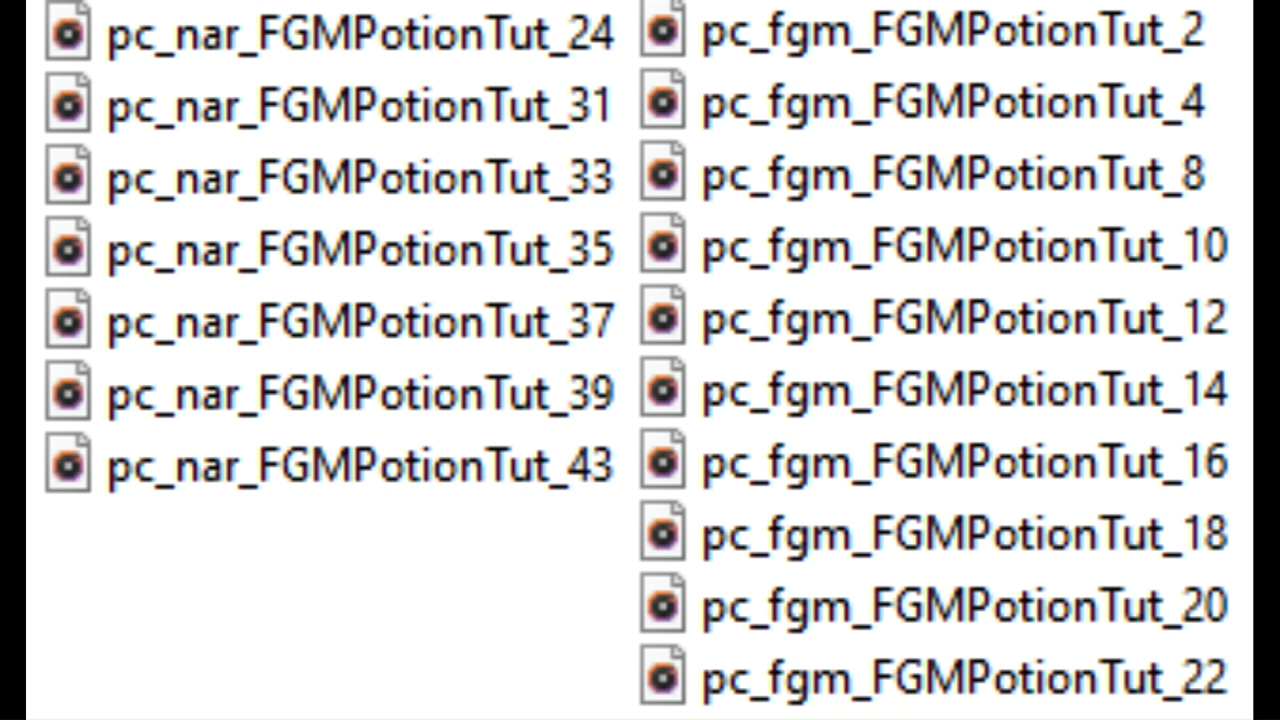 pc_nar_FGMPotionTut_24
pc_nar_FGMPotionTut_31
pc_nar_FGMPotionTut_33
pc_nar_FGMPotionTut_35
pc_nar_FGMPotionTut_37
pc_nar_FGMPotionTut_39
pc_nar_FGMPotionTut_43
pc_fgm_FGMPotionTut_2
pc_fgm_FGMPotionTut_4
pc_fgm_FGMPotionTut_8
pc_fgm_FGMPotionTut_10
pc_fgm_FGMPotionTut_12
pc_fgm_FGMPotionTut_14
pc_fgm_FGMPotionTut_16
pc_fgm_FGMPotionTut_18
pc_fgm_FGMPotionTut_20
pc_fgm_FGMPotionTut_22